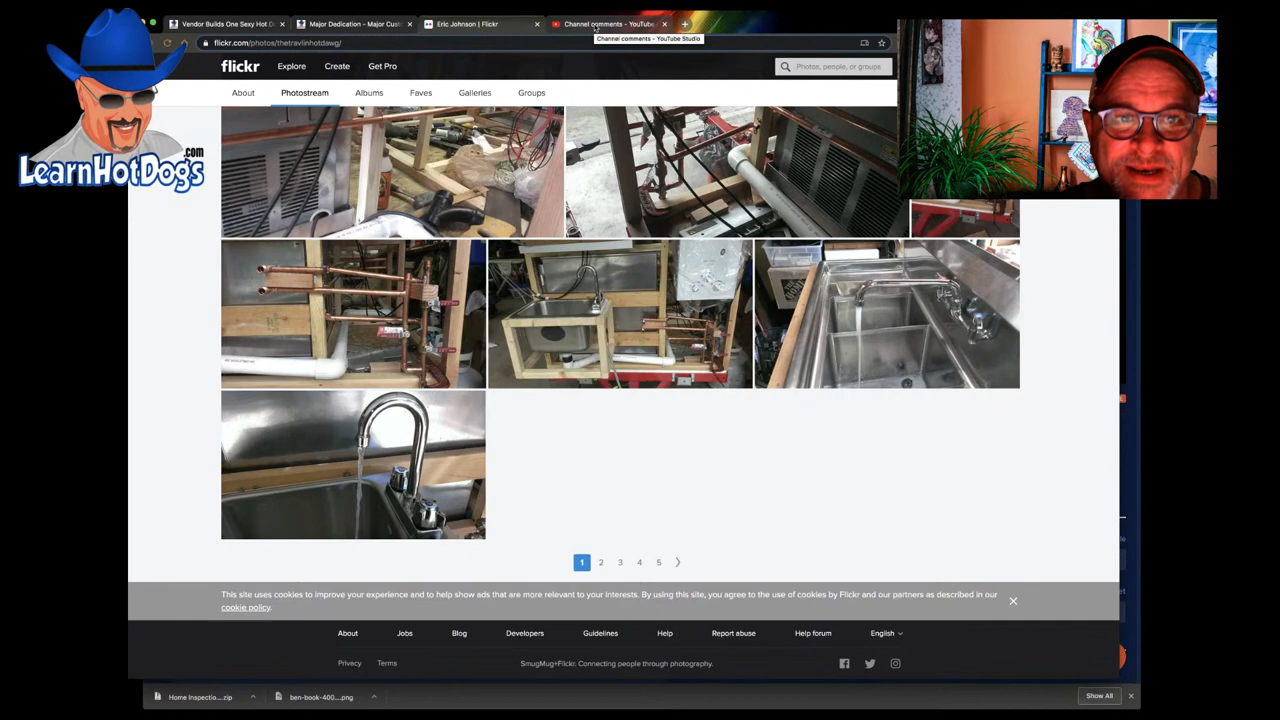 Vendor Builds One Sexy Hot D
Major Dedication - Major Cust
Eric Johnson | Flickr
Channel comments - YouTube
Channel comments - YouTube Studio
flickr.com/photos/thetravlinhotdawg/
flickr
Explore
Create
Get Pro
Photos, people, or groups
About
Photostream
Albums
Faves
Galleries
Groups
LearnHotDogs
.com
1
2
3
4
5
This site uses cookies to improve your experience and to help show ads that are more relevant to your interests. By using this site, you agree to the use of cookies by Flickr and our partners as described in our
cookie policy.
About
Jobs
Blog
Developers
Guidelines
Help
Report abuse
Help forum
English
Privacy
Terms
SmugMug+Flickr. Connecting people through photography.
Home Inspectio....zip
ben-book-400....png
Show All